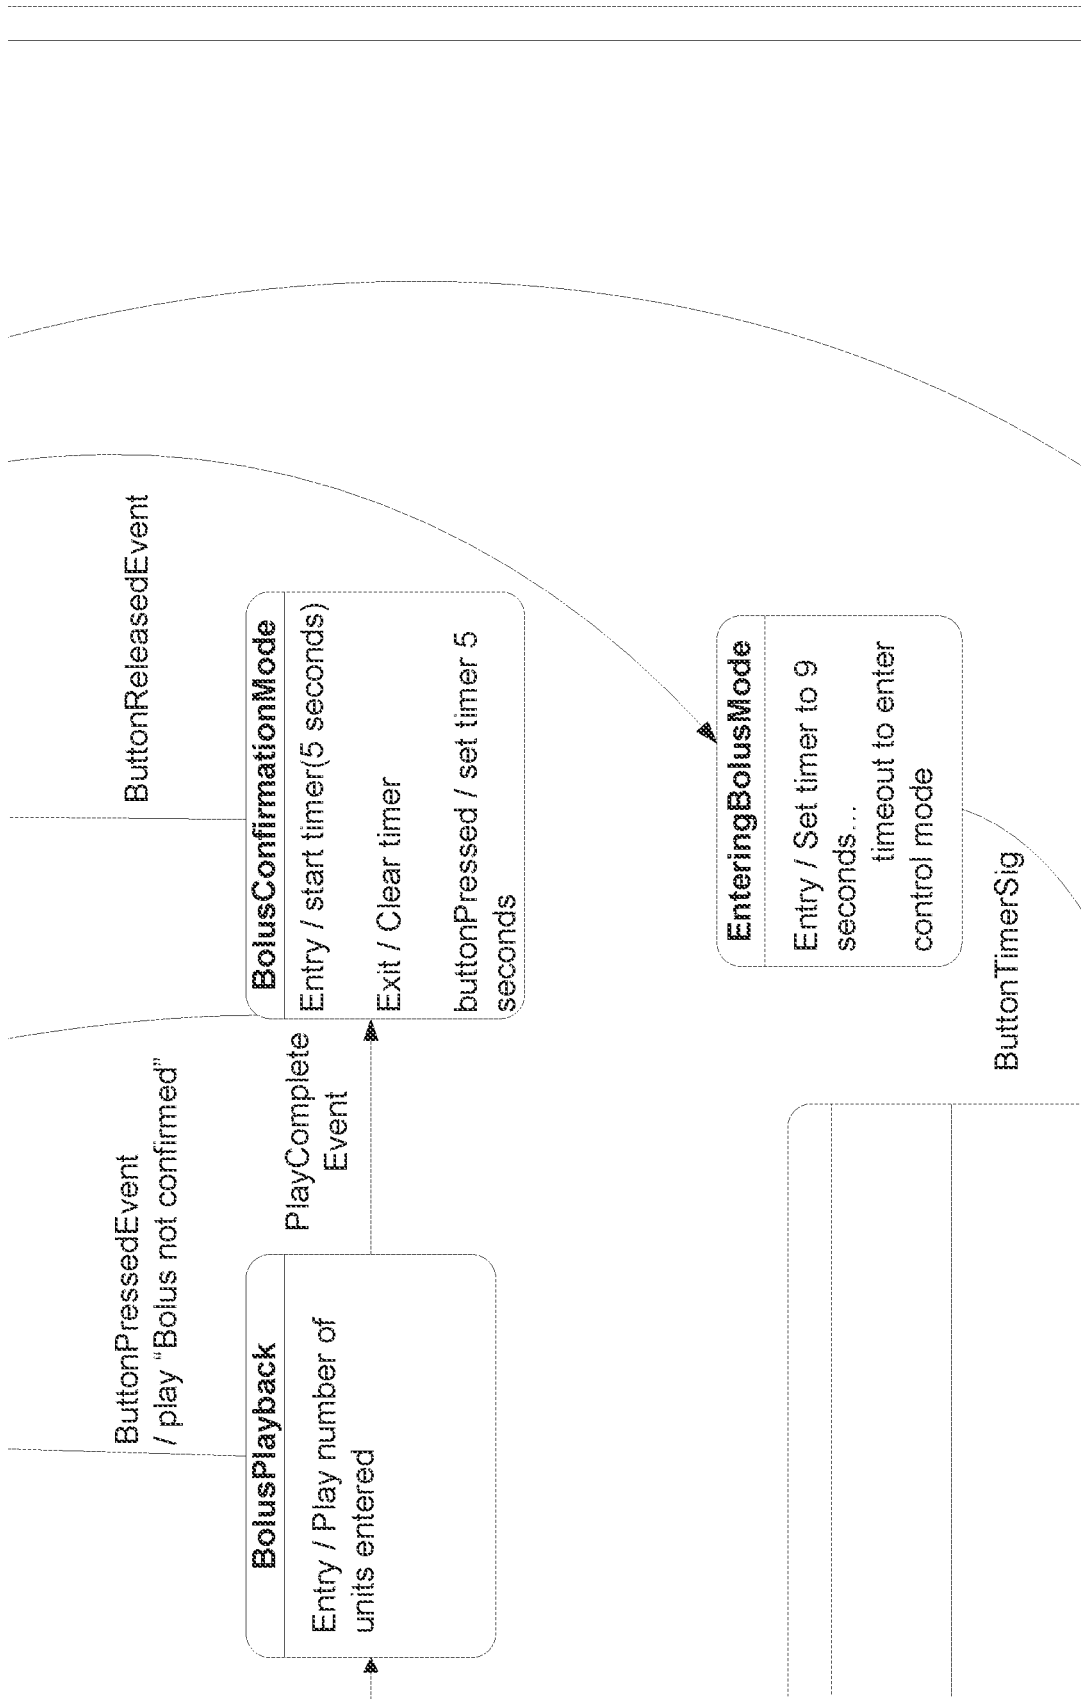 ButtonPressedEvent
/ play “Bolus not confirmed”
ButtonReleasedEvent
BolusPlayback
Entry / Play number of
units entered
PlayComplete
Event
BolusConfirmationMode
Entry / start timer(5 seconds)
Exit / Clear timer
buttonPressed / set timer 5
seconds
EnteringBolusMode
Entry / Set timer to 9
seconds…
timeout to enter
control mode
ButtonTimerSig